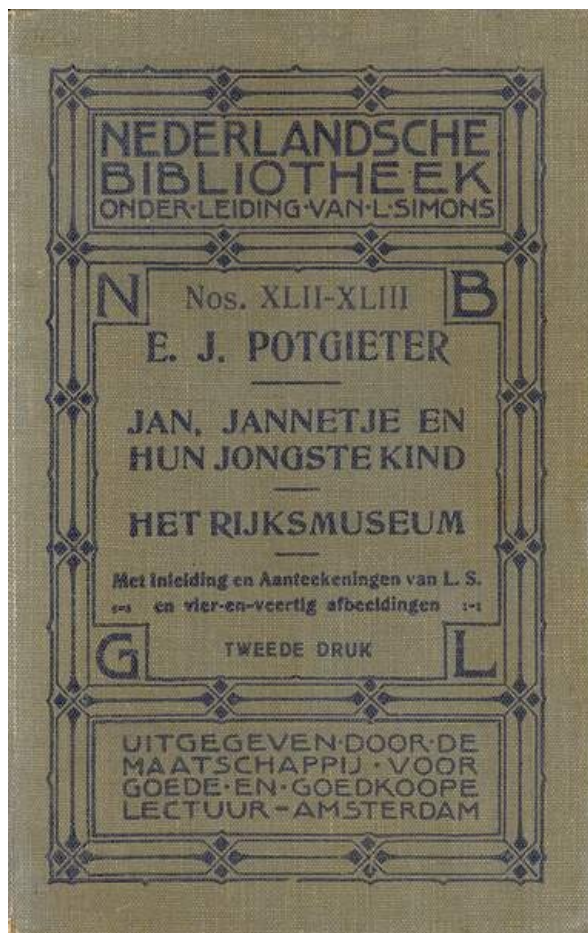 NEDERLANDSCHE
BIBLIOTHEEK
ONDER·LEIDING·VAN·L·SIMONS
N B
Nos. XLII-XLIII
E. J. POTGIETER
JAN, JANNETJE EN
HUN JONGSTE KIND
HET RIJKSMUSEUM
Met Inleiding en Aanteekeningen van L. S.
en vier-en-veertig afbeeldingen
G L
TWEEDE DRUK
UITGEGEVEN·DOOR·DE
MAATSCHAPPIJ·VOOR
GOEDE·EN·GOEDKOOPE
LECTUUR–AMSTERDAM